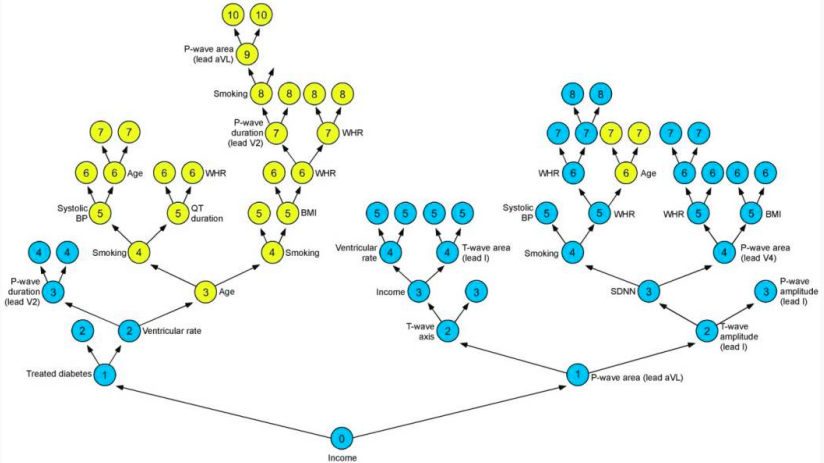 10 10
P-wave area
(lead aVL)
9
Smoking
8 8 8 8
8 8
P-wave
duration
(lead V2)
7
7
WHR
7 7
7 7 7 7
7 7
6 6
Age
6 6
WHR
6 6
WHR
WHR
6
6
Age
6 6 6 6
Systolic
BP
5
5
QT
duration
5 5
BMI
5 5 5 5
Systolic
BP
5
5
WHR
WHR
5
5
BMI
4 4
Smoking
4
4
Smoking
Ventricular
rate
4
4
T-wave area
(lead I)
Smoking
4
4
P-wave area
(lead V4)
P-wave
duration
(lead V2)
3
3
Age
Income
3
3
SDNN
3
3
P-wave
amplitude
(lead I)
2
2
Ventricular rate
T-wave
axis
2
2
T-wave
amplitude
(lead I)
Treated diabetes
1
1
P-wave area (lead aVL)
0
Income